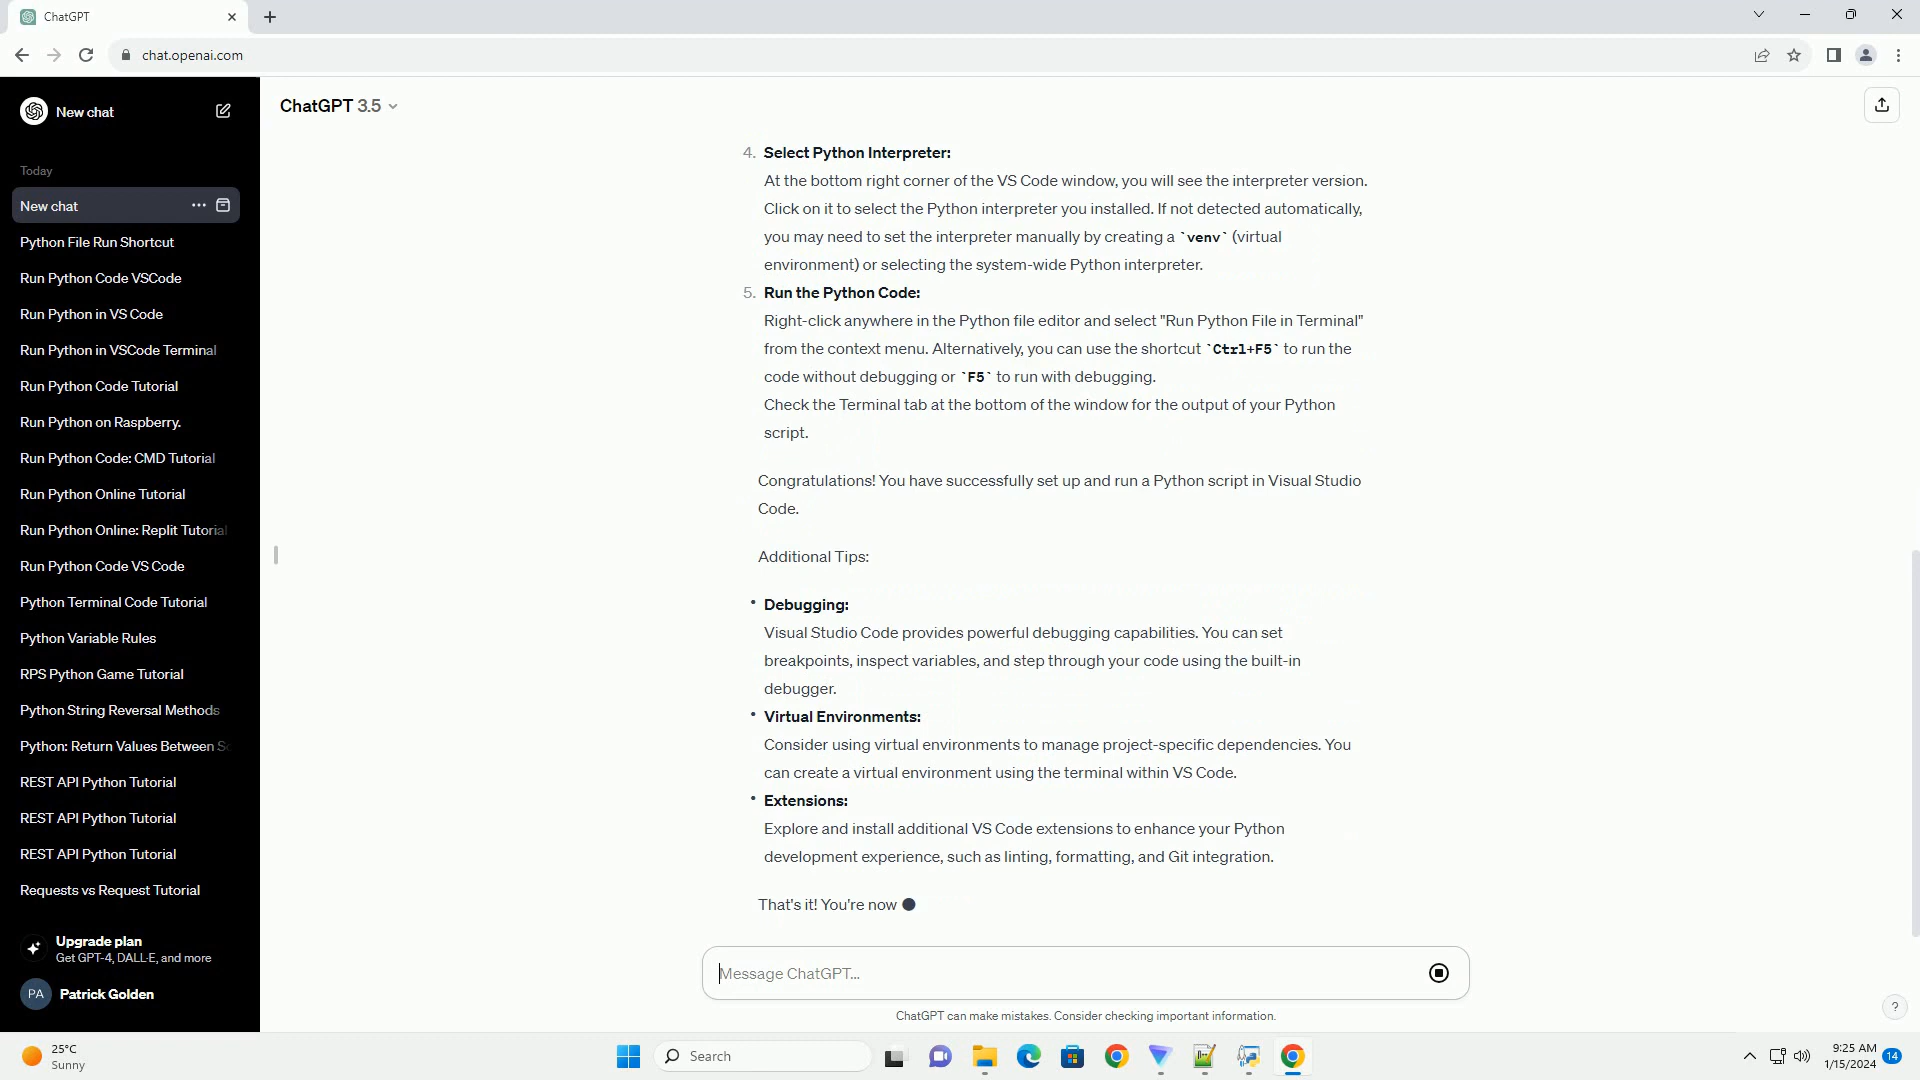 ChatGPT
chat.openai.com
New chat
ChatGPT 3.5
Today
New chat
Python File Run Shortcut
Run Python Code VSCode
Run Python in VS Code
Run Python in VSCode Terminal
Run Python Code Tutorial
Run Python on Raspberry.
Run Python Code: CMD Tutorial
Run Python Online Tutorial
Run Python Online: Replit Tutorial
Run Python Code VS Code
Python Terminal Code Tutorial
Python Variable Rules
RPS Python Game Tutorial
Python String Reversal Methods
Python: Return Values Between Sc
REST API Python Tutorial
REST API Python Tutorial
REST API Python Tutorial
Requests vs Request Tutorial
Upgrade plan
Get GPT-4, DALL·E, and more
PA Patrick Golden
4. Select Python Interpreter:
At the bottom right corner of the VS Code window, you will see the interpreter version.
Click on it to select the Python interpreter you installed. If not detected automatically,
you may need to set the interpreter manually by creating a `venv` (virtual
environment) or selecting the system-wide Python interpreter.
5. Run the Python Code:
Right-click anywhere in the Python file editor and select "Run Python File in Terminal"
from the context menu. Alternatively, you can use the shortcut `Ctrl+F5` to run the
code without debugging or `F5` to run with debugging.
Check the Terminal tab at the bottom of the window for the output of your Python
script.
Congratulations! You have successfully set up and run a Python script in Visual Studio
Code.
Additional Tips:
• Debugging:
Visual Studio Code provides powerful debugging capabilities. You can set
breakpoints, inspect variables, and step through your code using the built-in
debugger.
• Virtual Environments:
Consider using virtual environments to manage project-specific dependencies. You
can create a virtual environment using the terminal within VS Code.
• Extensions:
Explore and install additional VS Code extensions to enhance your Python
development experience, such as linting, formatting, and Git integration.
That's it! You're now
Message ChatGPT...
ChatGPT can make mistakes. Consider checking important information.
?
25°C
Sunny
Search
9:25 AM
1/15/2024
14